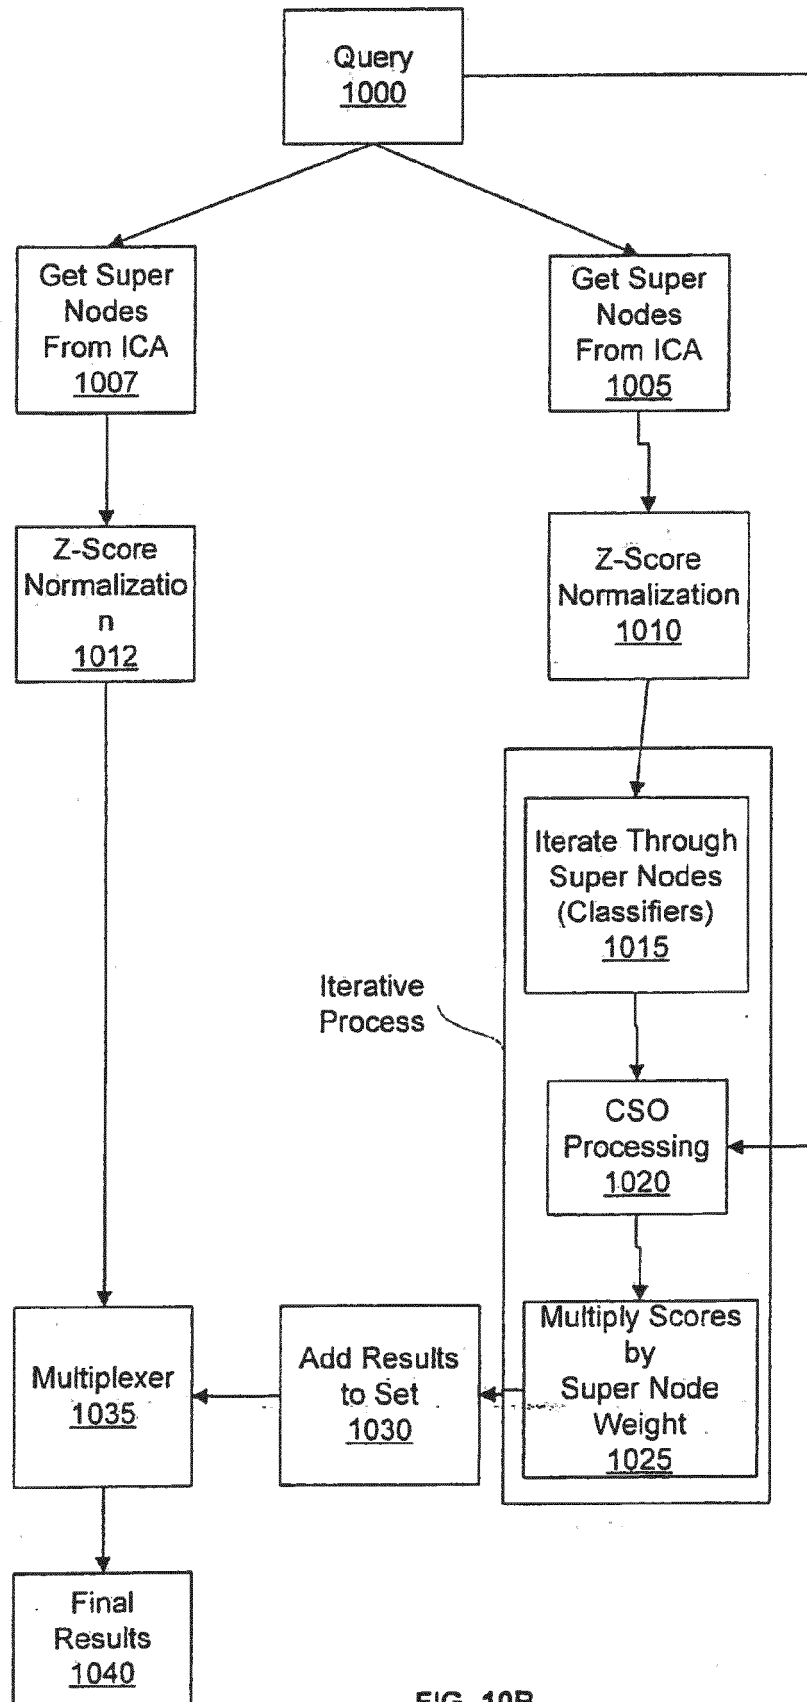 Query
1000
Get Super
Nodes
From ICA
1007
Get Super
Nodes
From ICA
1005
Z-Score
Normalizatio
n
1012
Z-Score
Normalization
1010
Iterate Through
Super Nodes
(Classifiers)
1015
Iterative
Process
CSO
Processing
1020
Multiply Scores
by
Super Node
Weight
1025
Add Results
to Set
1030
Multiplexer
1035
Final
Results
1040
FIG. 10B